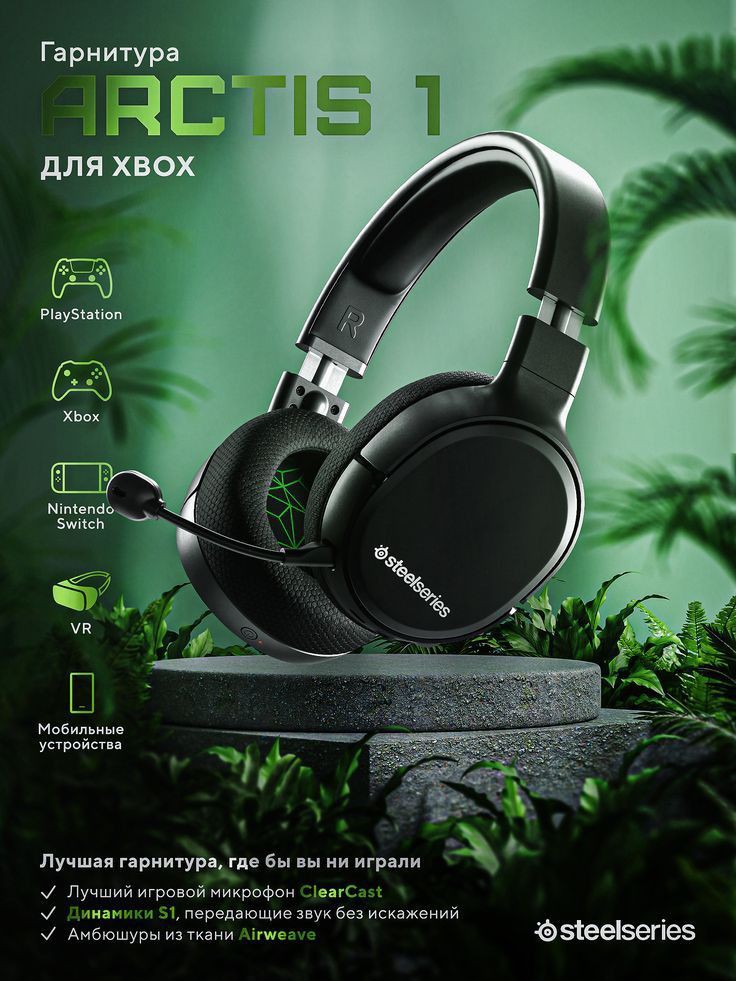 Гарнитура
ARCTIS 1
ДЛЯ XBOX
PlayStation
Xbox
Nintendo
Switch
VR
Мобильные
устройства
R
steelseries
Лучшая гарнитура, где бы вы ни играли
Лучший игровой микрофон ClearCast
Динамики S1, передающие звук без искажений
Амбюшуры из ткани Airweave
steelseries